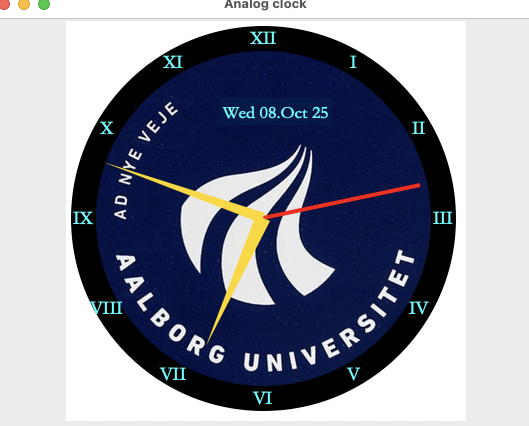 Analog clock
XII
XI
I
Wed 08.Oct 25
X
II
AD NYE VEJE
IX
III
VIII
IV
AALBORG UNIVERSITET
VII
V
VI